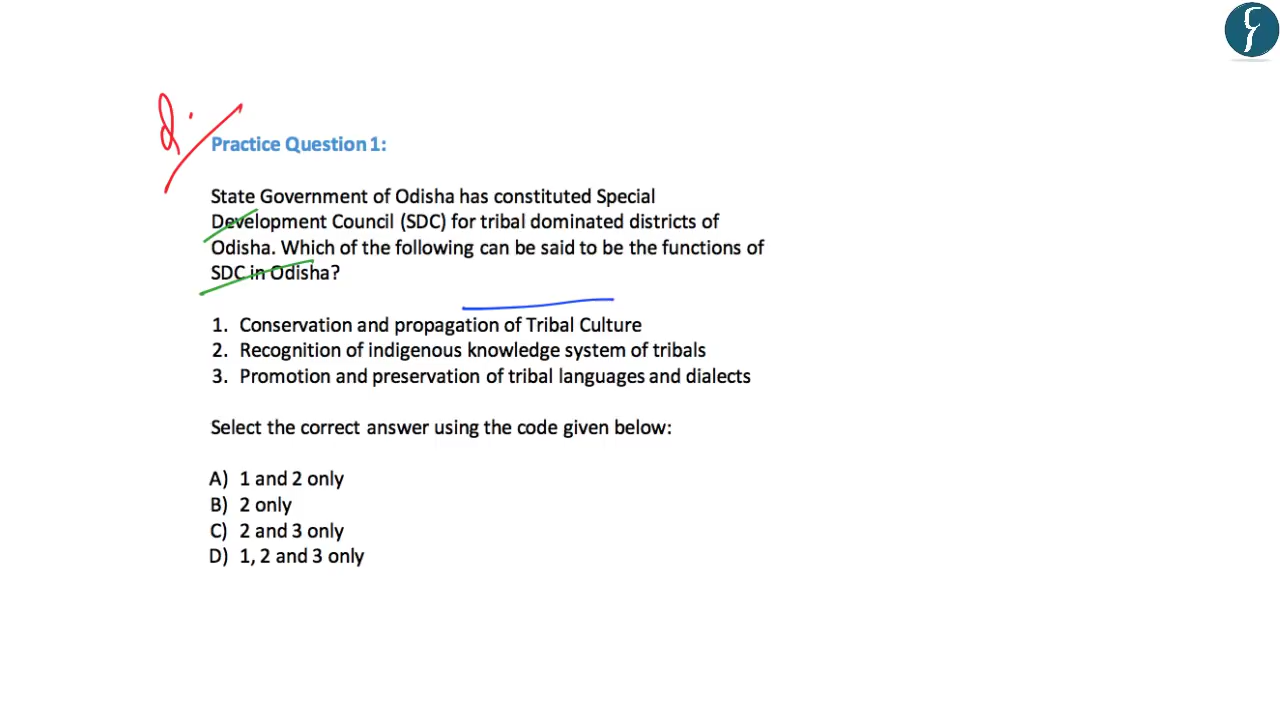 Practice Question 1:
State Government of Odisha has constituted Special
Development Council (SDC) for tribal dominated districts of
Odisha. Which of the following can be said to be the functions of
SDC in Odisha?
1. Conservation and propagation of Tribal Culture
2. Recognition of indigenous knowledge system of tribals
3. Promotion and preservation of tribal languages and dialects
Select the correct answer using the code given below:
A) 1 and 2 only
B) 2 only
C) 2 and 3 only
D) 1, 2 and 3 only